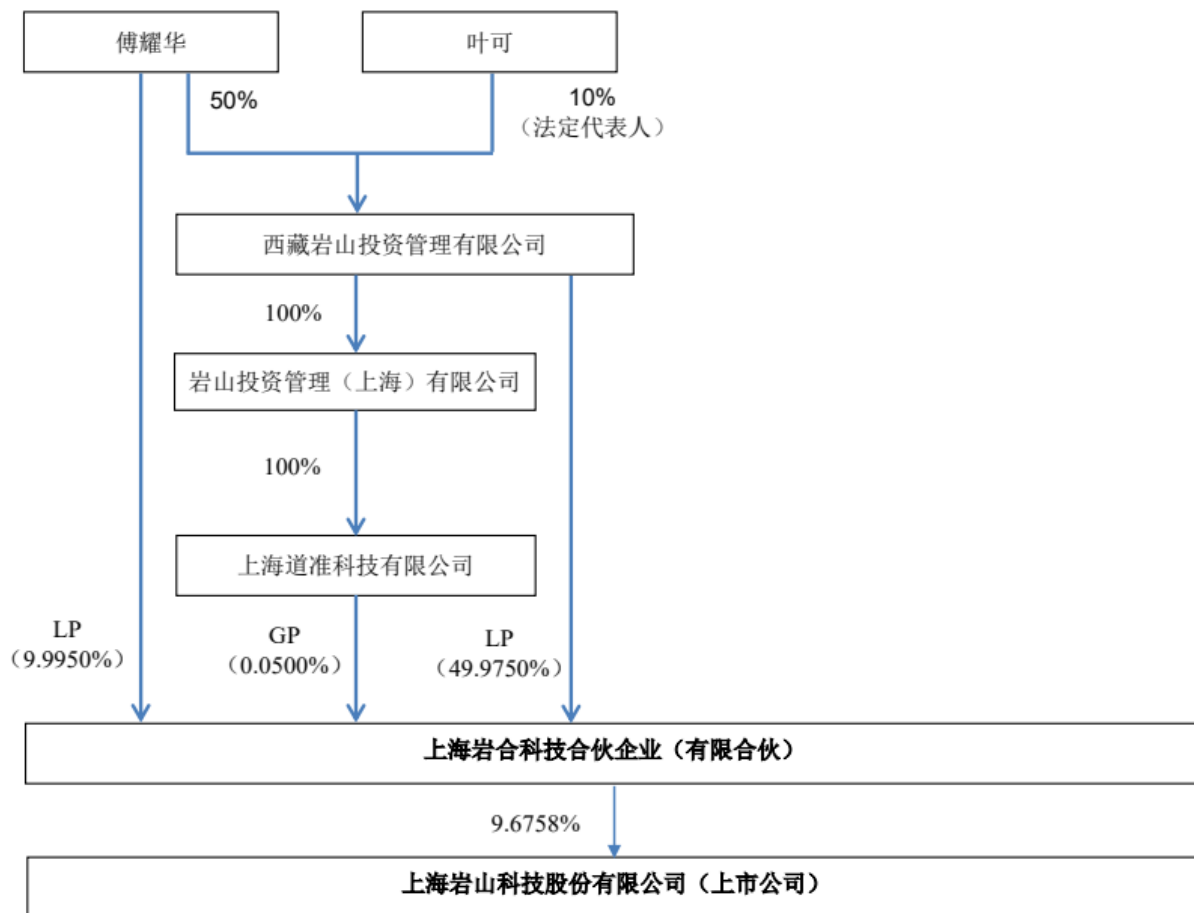 傅耀华
叶可
50%
10%
（法定代表人）
西藏岩山投资管理有限公司
100%
岩山投资管理（上海）有限公司
100%
上海道准科技有限公司
LP
（9.9950%）
GP
（0.0500%）
LP
（49.9750%）
上海岩合科技合伙企业（有限合伙）
9.6758%
上海岩山科技股份有限公司（上市公司）